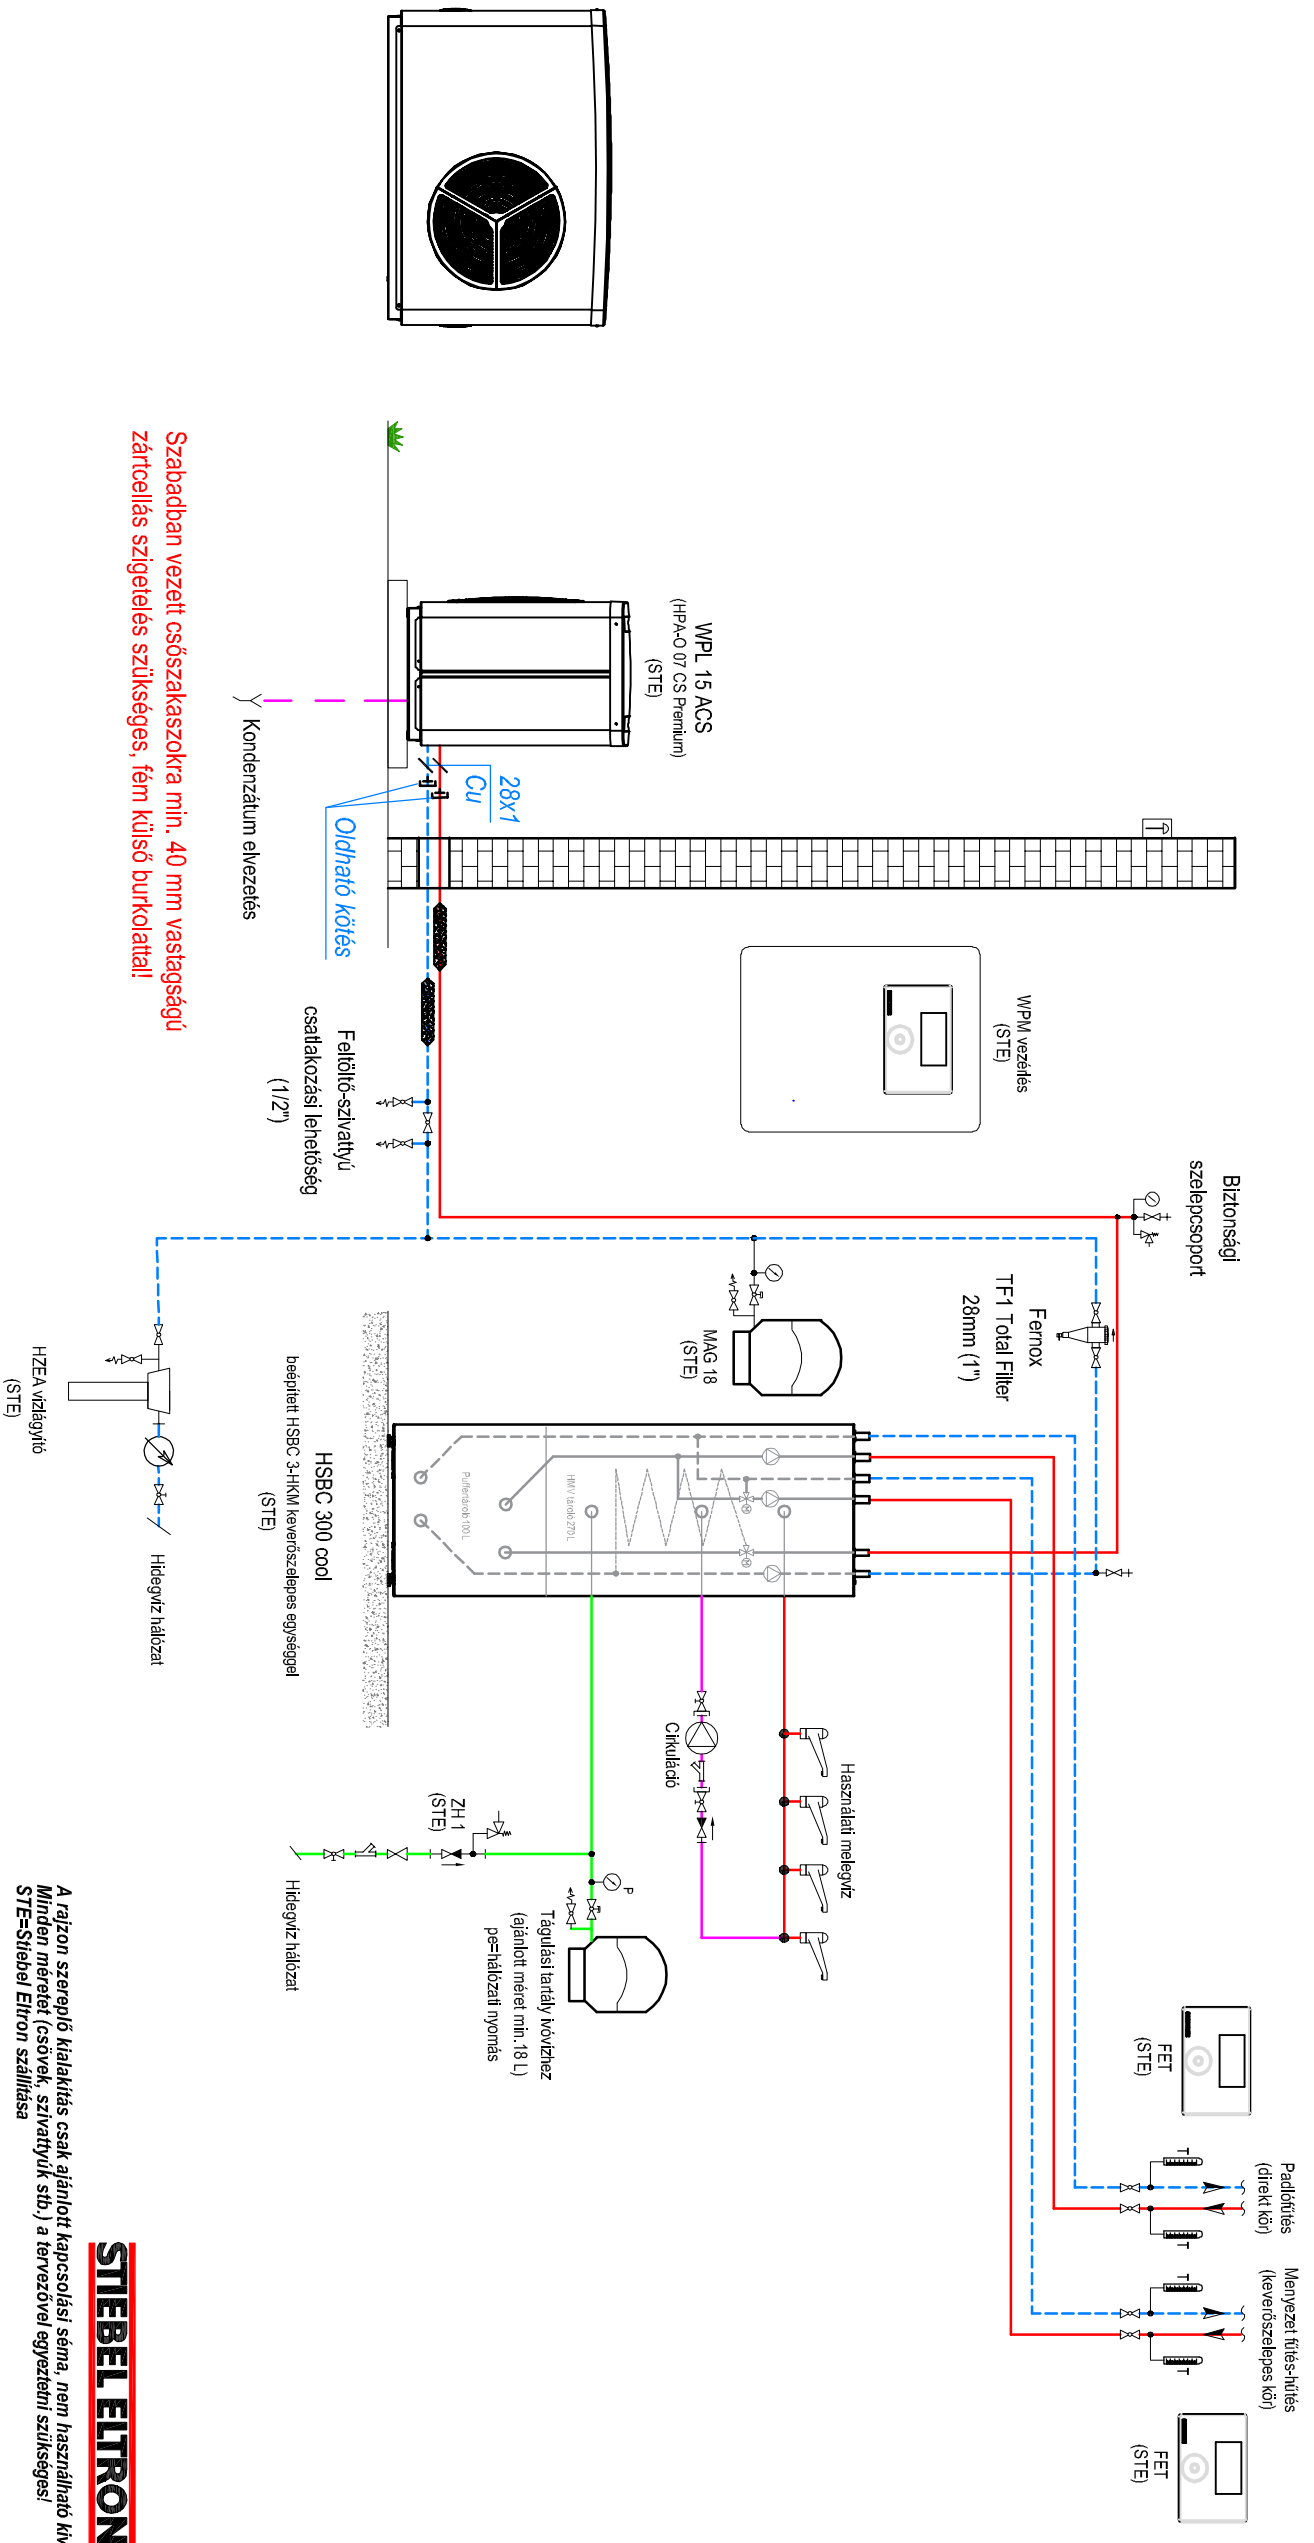 WPL 15 ACS
(HPA-O 07 CS Premium)
(STE)
28x1
Cu
Oldható kötés
Kondenzátum elvezetés
Szabadban vezett csőszakaszokra min. 40 mm vastagságú
zártcellás szigetelés szükséges, fém külső burkolattal!
WPM vezérlés
(STE)
Feltöltő-szivattyú
csatlakozási lehetőség
(1/2")
Biztonsági
szelepcsoport
Fernox
TF1 Total Filter
28mm (1")
MAG 18
(STE)
HSBC 300 cool
beépített HSBC 3-HKM keverőszelepes egységgel
(STE)
HMV tároló 270 L
Puffertároló 100 L
HZEA vízlágyító
(STE)
Hidegvíz hálózat
Használati melegvíz
Cirkuláció
ZH 1
(STE)
Hidegvíz hálózat
P
Tágulási tartály ivóvízhez
(ajánlott méret min.18 L)
pe=hálózati nyomás
FET
(STE)
Padlófűtés
(direkt kör)
T
T
Menyezet fűtés-hűtés
(keverőszelepes kör)
T
T
FET
(STE)
A rajzon szereplő kialakítás csak ajánlott kapcsolási séma, nem használható kiv
Minden méretet (csövek, szivattyúk stb.) a tervezővel egyeztetni szükséges!
STE=Stiebel Eltron szállítása
STIEBEL ELTRON